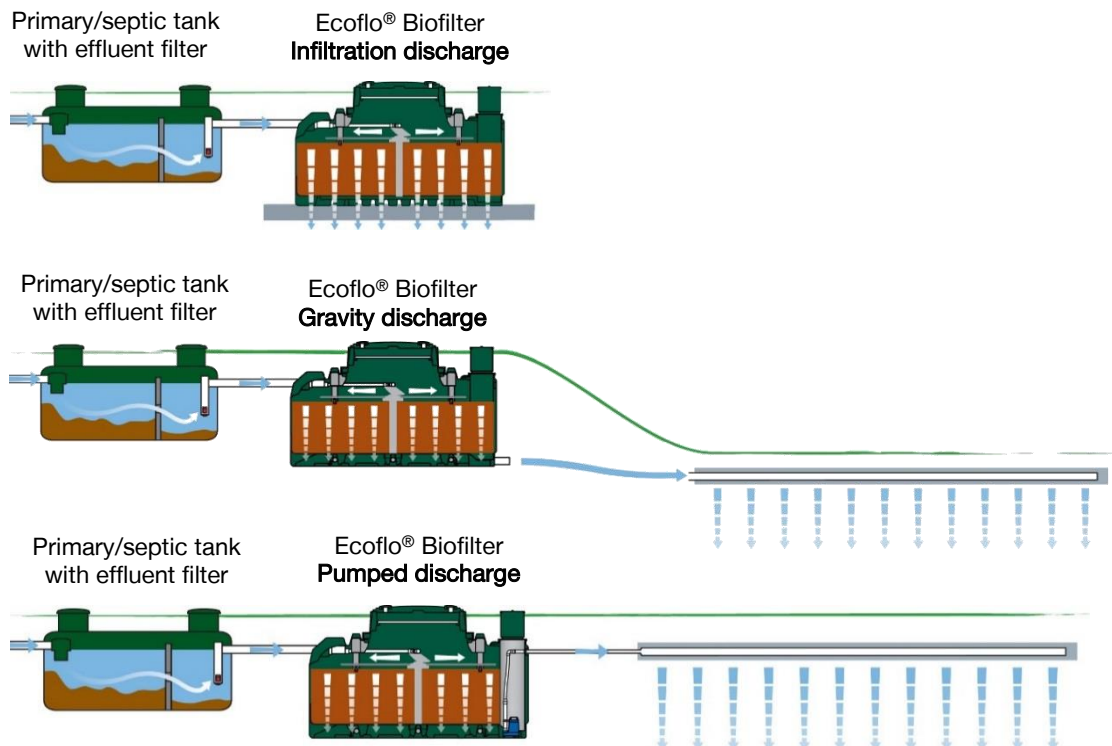 Primary/septic tank
with effluent filter
Ecoflo® Biofilter
Infiltration discharge
Primary/septic tank
with effluent filter
Ecoflo® Biofilter
Gravity discharge
Primary/septic tank
with effluent filter
Ecoflo® Biofilter
Pumped discharge